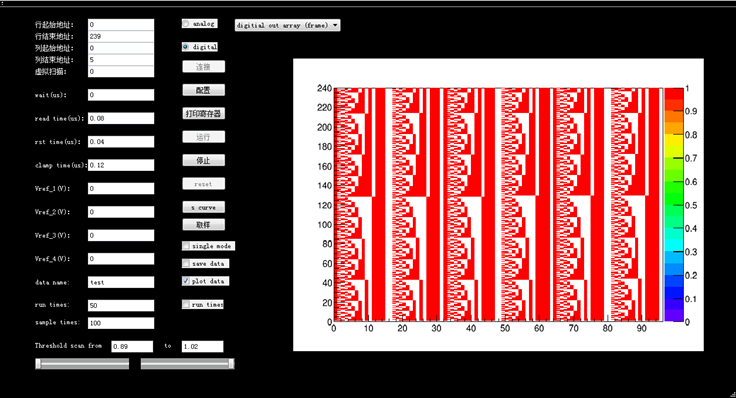 行起始地址: 0
行结束地址: 239
列起始地址: 0
列结束地址: 5
虚拟扫描: 0
wait(us): 0
read time(us): 0.08
rst time(us): 0.04
clamp time(us): 0.12
Vref_1(V): 0
Vref_2(V): 0
Vref_3(V): 0
Vref_4(V): 0
data name: test
run times: 50
sample times: 100
Threshold scan from 0.89 to 1.02
analog
digital
连接
配置
打印寄存器
运行
停止
reset
s curve
取样
single mode
save data
plot data
run times
digitial out array (frame)
240
220
200
180
160
140
120
100
80
60
40
20
0
0 10 20 30 40 50 60 70 80 90
1
0.9
0.8
0.7
0.6
0.5
0.4
0.3
0.2
0.1
0